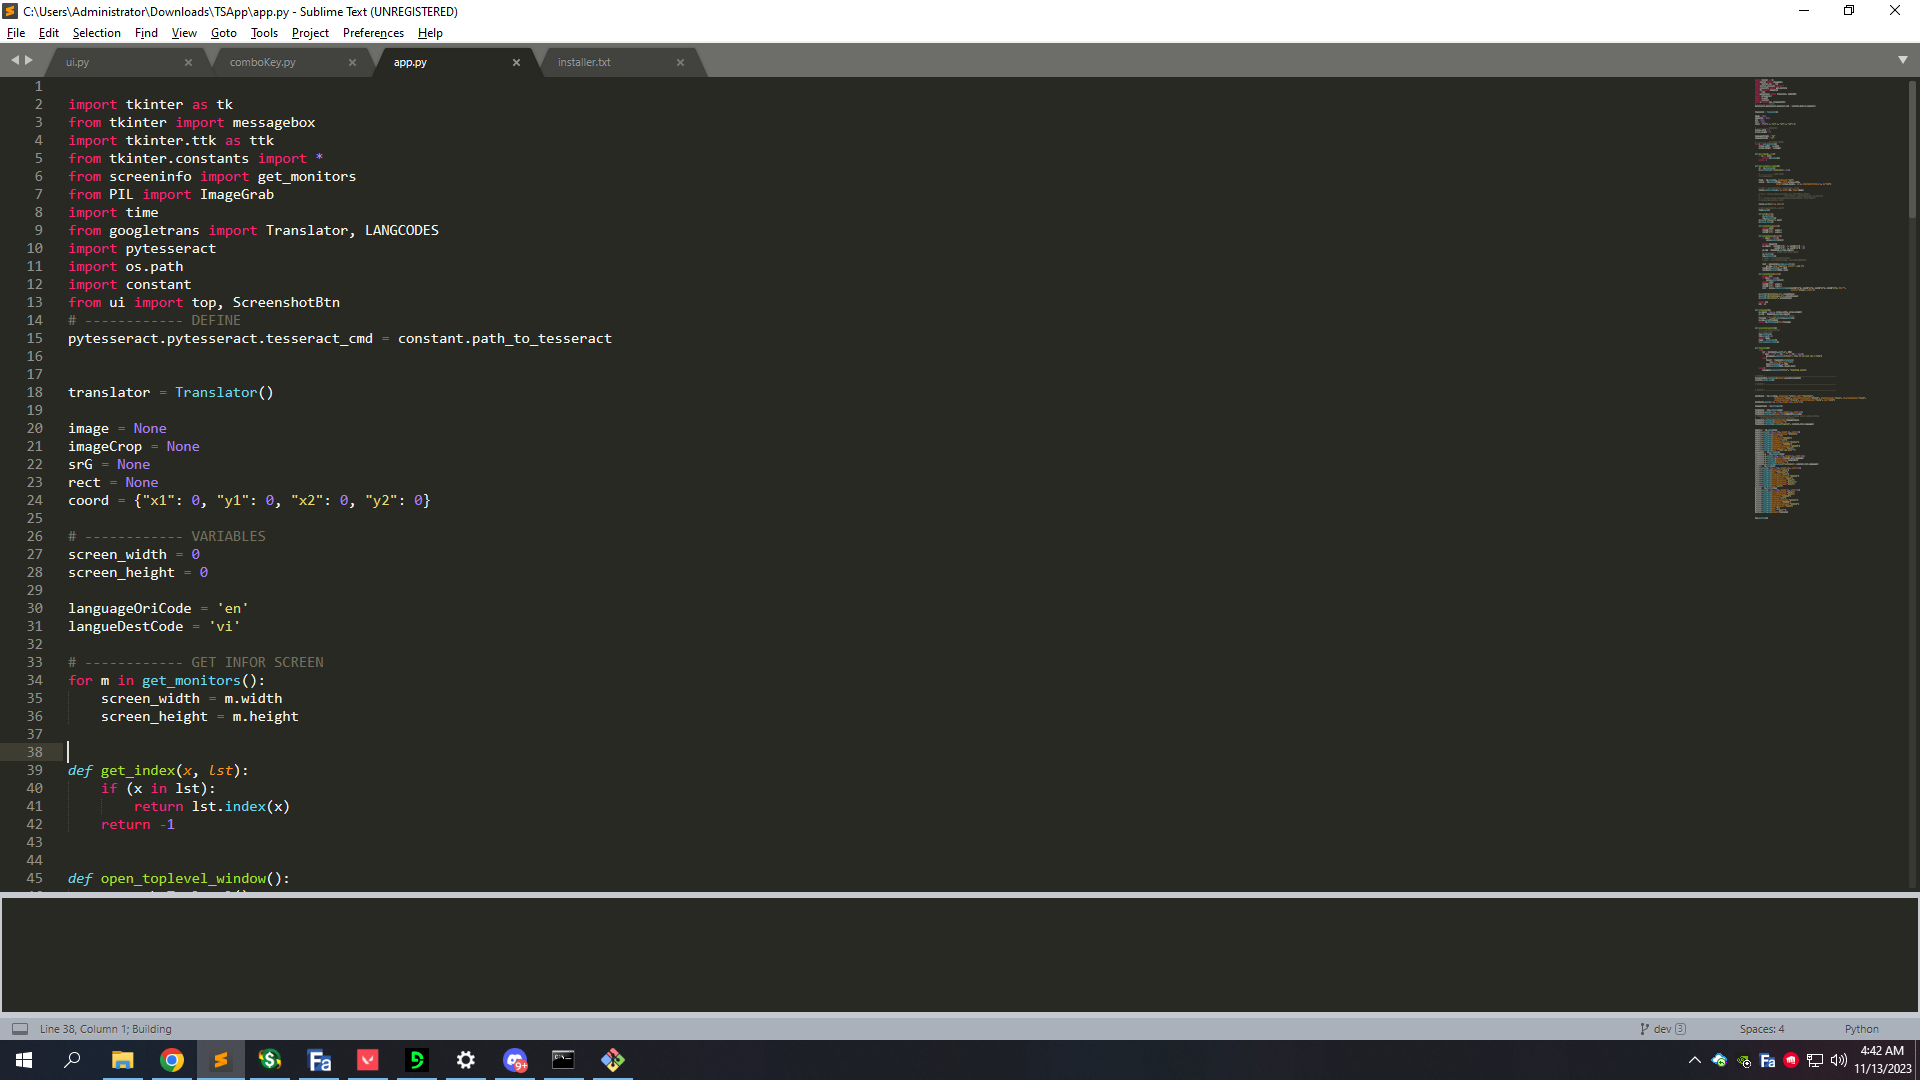 C:\Users\Administrator\Downloads\TSApp\app.py - Sublime Text (UNREGISTERED)
File Edit Selection Find View Goto Tools Project Preferences Help
ui.py comboKey.py app.py installer.txt
1
2 import tkinter as tk
3 from tkinter import messagebox
4 import tkinter.ttk as ttk
5 from tkinter.constants import *
6 from screeninfo import get_monitors
7 from PIL import ImageGrab
8 import time
9 from googletrans import Translator, LANGCODES
10 import pytesseract
11 import os.path
12 import constant
13 from ui import top, ScreenshotBtn
14 # ------------ DEFINE
15 pytesseract.pytesseract.tesseract_cmd = constant.path_to_tesseract
16
17
18 translator = Translator()
19
20 image = None
21 imageCrop = None
22 srG = None
23 rect = None
24 coord = {"x1": 0, "y1": 0, "x2": 0, "y2": 0}
25
26 # ------------ VARIABLES
27 screen_width = 0
28 screen_height = 0
29
30 languageOriCode = 'en'
31 langueDestCode = 'vi'
32
33 # ------------ GET INFOR SCREEN
34 for m in get_monitors():
35     screen_width = m.width
36     screen_height = m.height
37
38
39 def get_index(x, lst):
40     if (x in lst):
41         return lst.index(x)
42     return -1
43
44
45 def open_toplevel_window():
Line 38, Column 1; Building dev 3 Spaces: 4 Python
Fa 9+ Fa 4:42 AM
11/13/2023